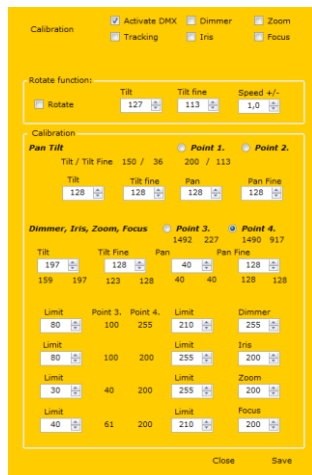 Calibration
Activate DMX Dimmer Zoom
Tracking Iris Focus
Rotate function:
Tilt Tilt fine Speed +/-
Rotate 127 113 1,0
Calibration
Pan Tilt Point 1. Point 2.
Tilt / Tilt Fine 150 / 36 200 / 113
Tilt Tilt fine Pan Pan Fine
128 128 128 128
Dimmer, Iris, Zoom, Focus Point 3. Point 4.
1492 227 1490 917
Tilt Tilt Fine Pan Pan Fine
197 128 40 128
159 197 123 128 40 40 128 128
Limit Point 3. Point 4. Limit Dimmer
80 100 255 210 255
Limit Limit Iris
80 100 200 255 200
Limit Limit Zoom
30 40 200 255 200
Limit Limit Focus
40 61 200 210 200
Close Save